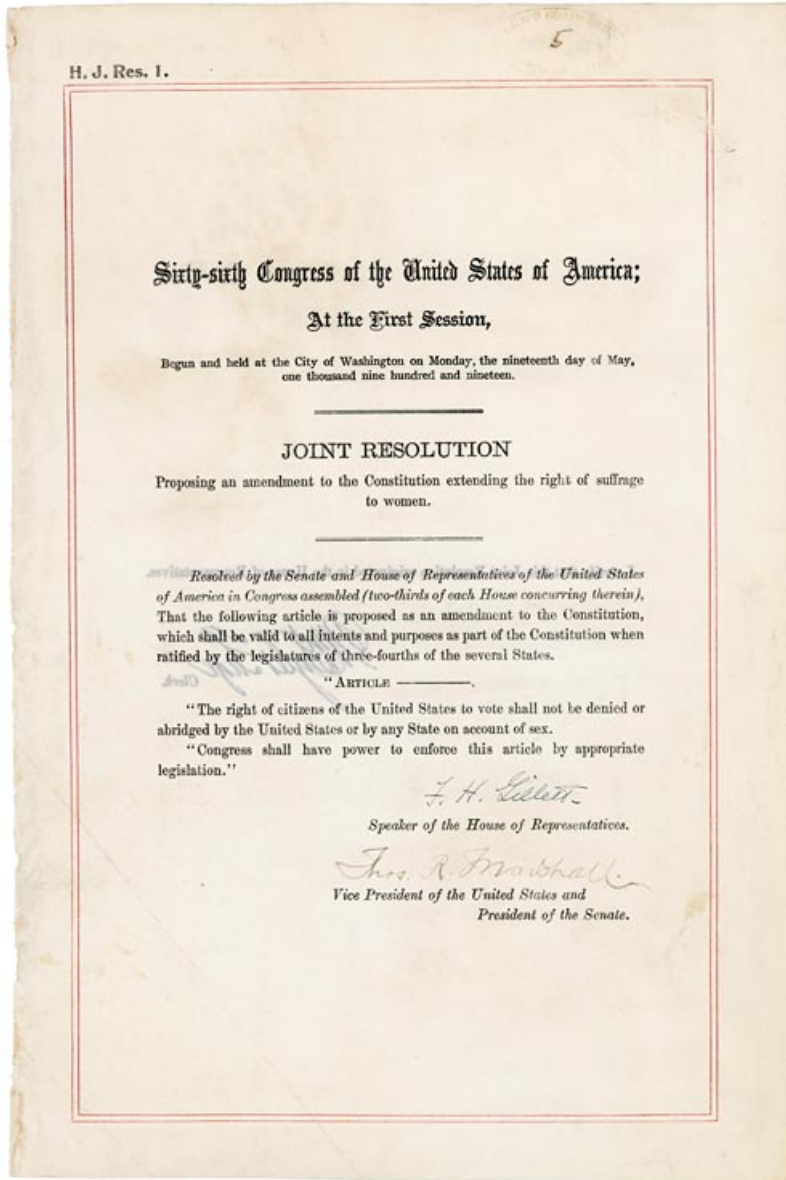 5
H. J. Res. 1.
Sixty-sixth Congress of the United States of America;
At the First Session,
Begun and held at the City of Washington on Monday, the nineteenth day of May,
one thousand nine hundred and nineteen.
JOINT RESOLUTION
Proposing an amendment to the Constitution extending the right of suffrage
to women.
Resolved by the Senate and House of Representatives of the United States
of America in Congress assembled (two-thirds of each House concurring therein),
That the following article is proposed as an amendment to the Constitution,
which shall be valid to all intents and purposes as part of the Constitution when
ratified by the legislatures of three-fourths of the several States.
"ARTICLE ———.
"The right of citizens of the United States to vote shall not be denied or
abridged by the United States or by any State on account of sex.
"Congress shall have power to enforce this article by appropriate
legislation."
F. H. Gillett
Speaker of the House of Representatives.
Thos. R. Marshall.
Vice President of the United States and
President of the Senate.